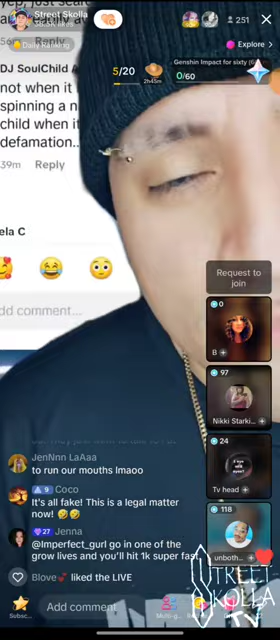 Street Skolla
251
Daily Ranking
Explore
DJ SoulChild A
39m Reply
not when it i
spinning a n
child when it
defamation...
5/20
2h45m
Genshin Impact for sixty (G
0/60
ela C
dd comment...
Request to
join
0
B +
97
Nikki Starki... +
24
Tv head +
118
unboth...
JenNnn LaAaa
to run our mouths lmaoo
9 Coco
It's all fake! This is a legal matter
now! 🤣🤣
27 Jenna
@Imperfect_gurl go in one of the
grow lives and you'll hit 1k super fast
Blove💕 liked the LIVE
STREET
SKOLLA
Subsc...
Add comment...
Multi-g...